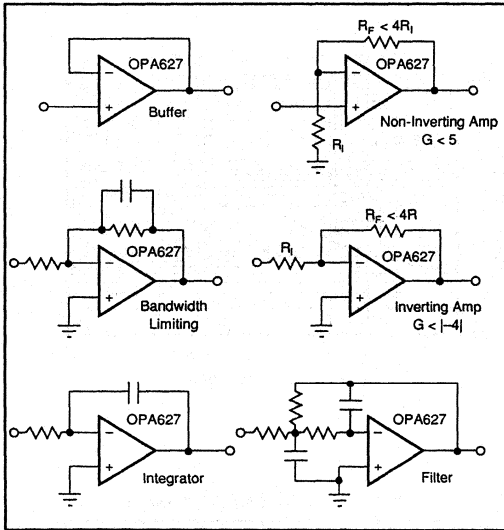 OPA627
−
+
Buffer
R_F < 4R_I
OPA627
−
+
R_I
Non-Inverting Amp
G < 5
OPA627
−
+
Bandwidth
Limiting
R_F < 4R
R_I
OPA627
−
+
Inverting Amp
G < |−4|
OPA627
−
+
Integrator
OPA627
−
+
Filter